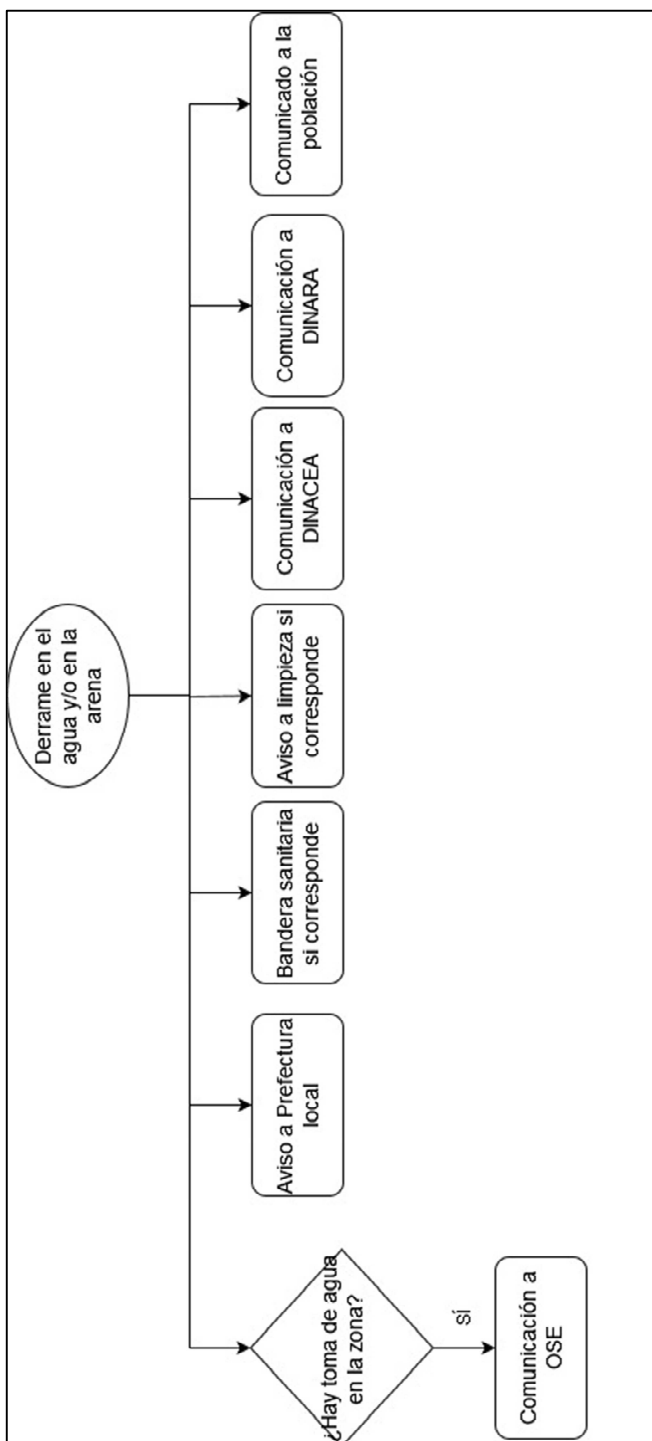 Derrame en el
agua y/o en la
arena
¿Hay toma de agua
en la zona?
sí
Comunicación a
OSE
Aviso a Prefectura
local
Bandera sanitaria
si corresponde
Aviso a limpieza si
corresponde
Comunicación a
DINACEA
Comunicación a
DINARA
Comunicado a la
población